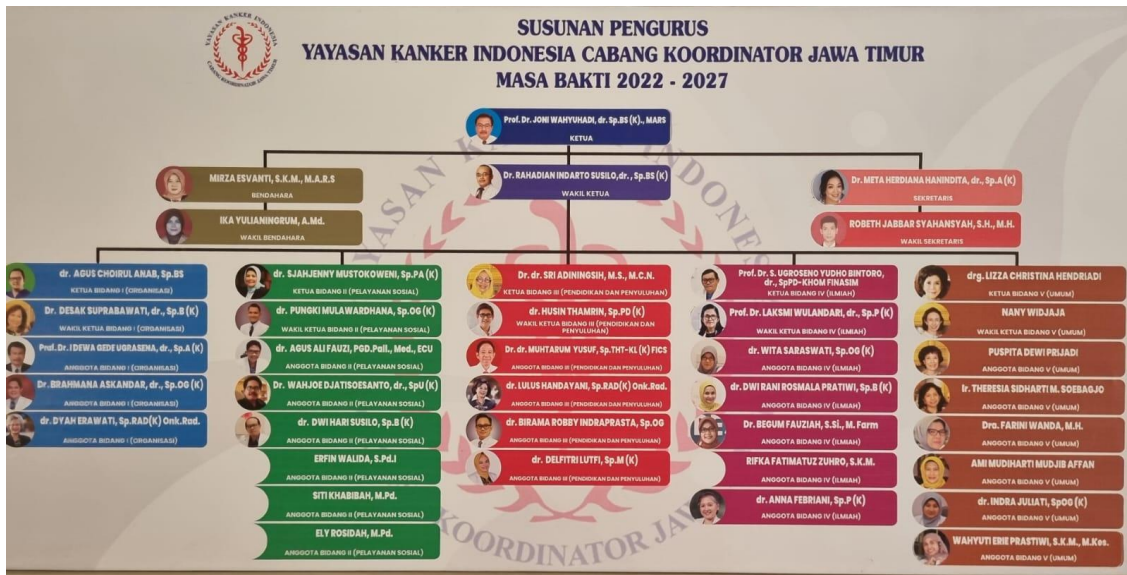 SUSUNAN PENGURUS
YAYASAN KANKER INDONESIA CABANG KOORDINATOR JAWA TIMUR
MASA BAKTI 2022 - 2027
YAYASAN KANKER INDONESIA
CABANG KOORDINATOR JAWA TIMUR
Prof. Dr. JONI WAHYUHADI, dr. Sp.BS (K)., MARS
KETUA
MIRZA ESVANTI, S.K.M., M.A.R.S
BENDAHARA
IKA YULIANINGRUM, A.Md.
WAKIL BENDAHARA
Dr. RAHADIAN INDARTO SUSILO,dr., Sp.BS (K)
WAKIL KETUA
Dr. META HERDIANA HANINDITA, dr., Sp.A (K)
SEKRETARIS
ROBETH JABBAR SYAHANSYAH, S.H., M.H.
WAKIL SEKRETARIS
dr. AGUS CHOIRUL ANAB, Sp.BS
KETUA BIDANG I (ORGANISASI)
Dr. DESAK SUPRABAWATI, dr., Sp.B (K)
WAKIL KETUA BIDANG I (ORGANISASI)
Prof. Dr. I DEWA GEDE UGRASENA, dr., Sp.A (K)
ANGGOTA BIDANG I (ORGANISASI)
Dr. BRAHMANA ASKANDAR, dr., Sp.OG (K)
ANGGOTA BIDANG I (ORGANISASI)
dr. DYAH ERAWATI, Sp.RAD(K) Onk.Rad.
ANGGOTA BIDANG I (ORGANISASI)
dr. SJAHJENNY MUSTOKOWENI, Sp.PA (K)
KETUA BIDANG II (PELAYANAN SOSIAL)
dr. PUNGKI MULAWARDHANA, Sp.OG (K)
WAKIL KETUA BIDANG II (PELAYANAN SOSIAL)
dr. AGUS ALI FAUZI, PGD.Pall., Med., ECU
ANGGOTA BIDANG II (PELAYANAN SOSIAL)
Dr. WAHJOE DJATISOESANTO, dr., SpU (K)
ANGGOTA BIDANG II (PELAYANAN SOSIAL)
dr. DWI HARI SUSILO, Sp.B (K)
ANGGOTA BIDANG II (PELAYANAN SOSIAL)
ERFIN WALIDA, S.Pd.I
ANGGOTA BIDANG II (PELAYANAN SOSIAL)
SITI KHABIBAH, M.Pd.
ANGGOTA BIDANG II (PELAYANAN SOSIAL)
ELY ROSIDAH, M.Pd.
ANGGOTA BIDANG II (PELAYANAN SOSIAL)
Dr. dr. SRI ADININGSIH, M.S., M.C.N.
KETUA BIDANG III (PENDIDIKAN DAN PENYULUHAN)
dr. HUSIN THAMRIN, Sp.PD (K)
WAKIL KETUA BIDANG III (PENDIDIKAN DAN
PENYULUHAN)
Dr. dr. MUHTARUM YUSUF, Sp.THT-KL (K) FICS
ANGGOTA BIDANG III (PENDIDIKAN DAN PENYULUHAN)
dr. LULUS HANDAYANI, Sp.RAD(K) Onk.Rad.
ANGGOTA BIDANG III (PENDIDIKAN DAN PENYULUHAN)
dr. BIRAMA ROBBY INDRAPRASTA, Sp.OG
ANGGOTA BIDANG III (PENDIDIKAN DAN PENYULUHAN)
dr. DELFITRI LUTFI, Sp.M (K)
ANGGOTA BIDANG III (PENDIDIKAN DAN PENYULUHAN)
Prof. Dr. S. UGROSENO YUDHO BINTORO,
dr., SpPD-KHOM FINASIM
KETUA BIDANG IV (ILMIAH)
Prof. Dr. LAKSMI WULANDARI, dr., Sp.P (K)
WAKIL KETUA BIDANG IV (ILMIAH)
dr. WITA SARASWATI, Sp.OG (K)
ANGGOTA BIDANG IV (ILMIAH)
dr. DWI RANI ROSMALA PRATIWI, Sp.B (K)
ANGGOTA BIDANG IV (ILMIAH)
Dr. BEGUM FAUZIAH, S.Si., M. Farm
ANGGOTA BIDANG IV (ILMIAH)
RIFKA FATIMATUZ ZUHRO, S.K.M.
ANGGOTA BIDANG IV (ILMIAH)
dr. ANNA FEBRIANI, Sp.P (K)
ANGGOTA BIDANG IV (ILMIAH)
drg. LIZZA CHRISTINA HENDRIADI
KETUA BIDANG V (UMUM)
NANY WIDJAJA
WAKIL KETUA BIDANG V (UMUM)
PUSPITA DEWI PRIJADI
ANGGOTA BIDANG V (UMUM)
Ir. THERESIA SIDHARTI M. SOEBAGJO
ANGGOTA BIDANG V (UMUM)
Dra. FARINI WANDA, M.H.
ANGGOTA BIDANG V (UMUM)
AMI MUDIHARTI MUDJIB AFFAN
ANGGOTA BIDANG V (UMUM)
dr. INDRA JULIATI, SpOG (K)
ANGGOTA BIDANG V (UMUM)
WAHYUTI ERIE PRASTIWI, S.K.M., M.Kes.
ANGGOTA BIDANG V (UMUM)